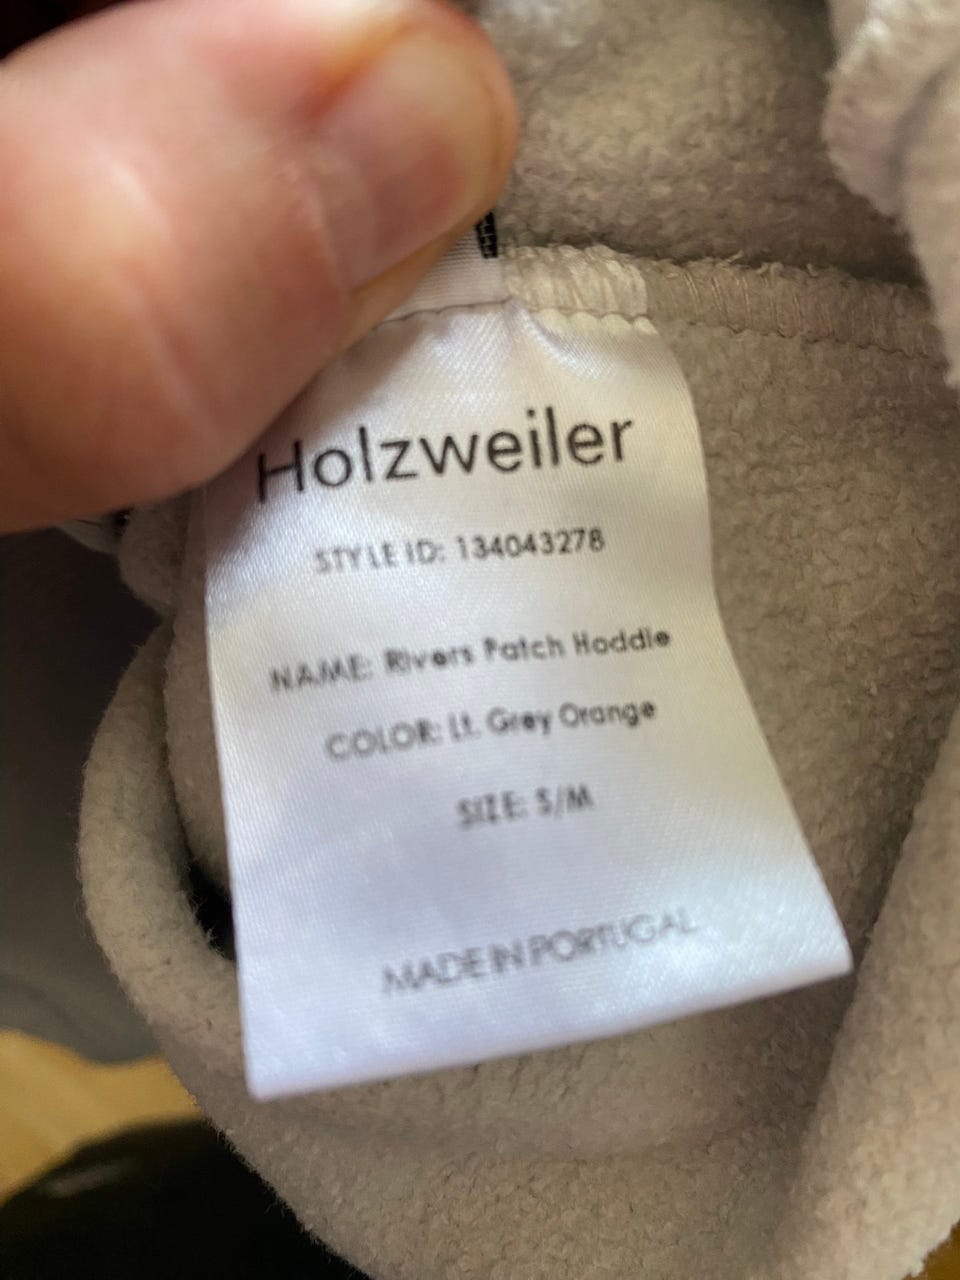 Holzweiler
STYLE ID: 134043278
NAME: Rivers Patch Hoddie
COLOR: Lt. Grey Orange
SIZE: S/M
MADE IN PORTUGAL